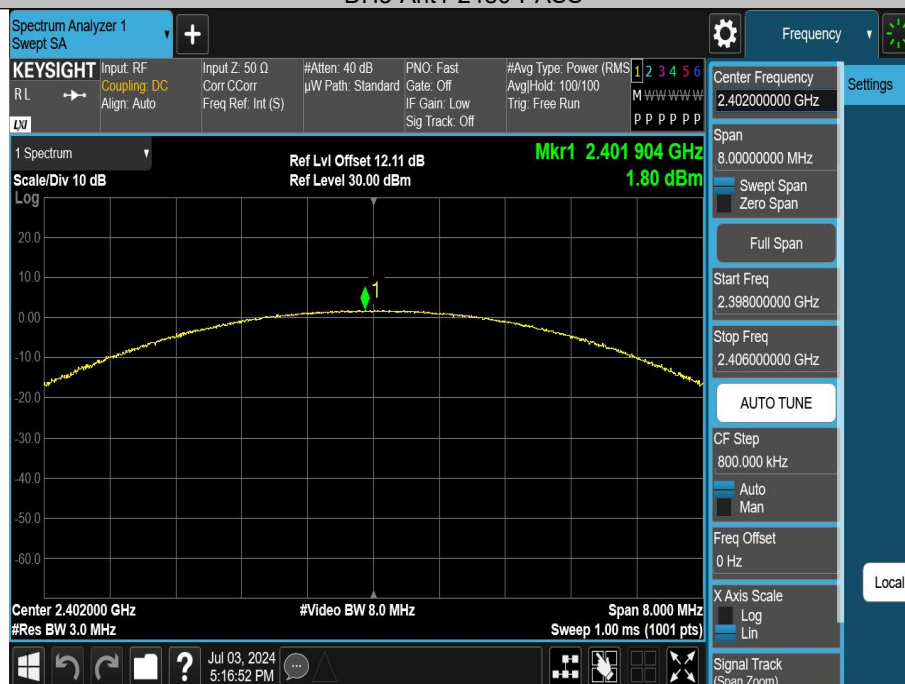 Spectrum Analyzer 1
Swept SA
+
Frequency
KEYSIGHT
RL
LXI
Input: RF
Coupling: DC
Align: Auto
Input Z: 50 Ω
Corr CCorr
Freq Ref: Int (S)
#Atten: 40 dB
µW Path: Standard
PNO: Fast
Gate: Off
IF Gain: Low
Sig Track: Off
#Avg Type: Power (RMS
Avg|Hold: 100/100
Trig: Free Run
1 2 3 4 5 6
M W W W W W
P P P P P P
1 Spectrum
Scale/Div 10 dB
Log
Ref Lvl Offset 12.11 dB
Ref Level 30.00 dBm
Mkr1 2.401 904 GHz
1.80 dBm
20.0
10.0
0.00
-10.0
-20.0
-30.0
-40.0
-50.0
-60.0
1
Center 2.402000 GHz
#Res BW 3.0 MHz
#Video BW 8.0 MHz
Span 8.000 MHz
Sweep 1.00 ms (1001 pts)
Center Frequency
2.402000000 GHz
Settings
Span
8.00000000 MHz
Swept Span
Zero Span
Full Span
Start Freq
2.398000000 GHz
Stop Freq
2.406000000 GHz
AUTO TUNE
CF Step
800.000 kHz
Auto
Man
Freq Offset
0 Hz
X Axis Scale
Log
Lin
Local
Signal Track
(Span Zoom)
?
Jul 03, 2024
5:16:52 PM